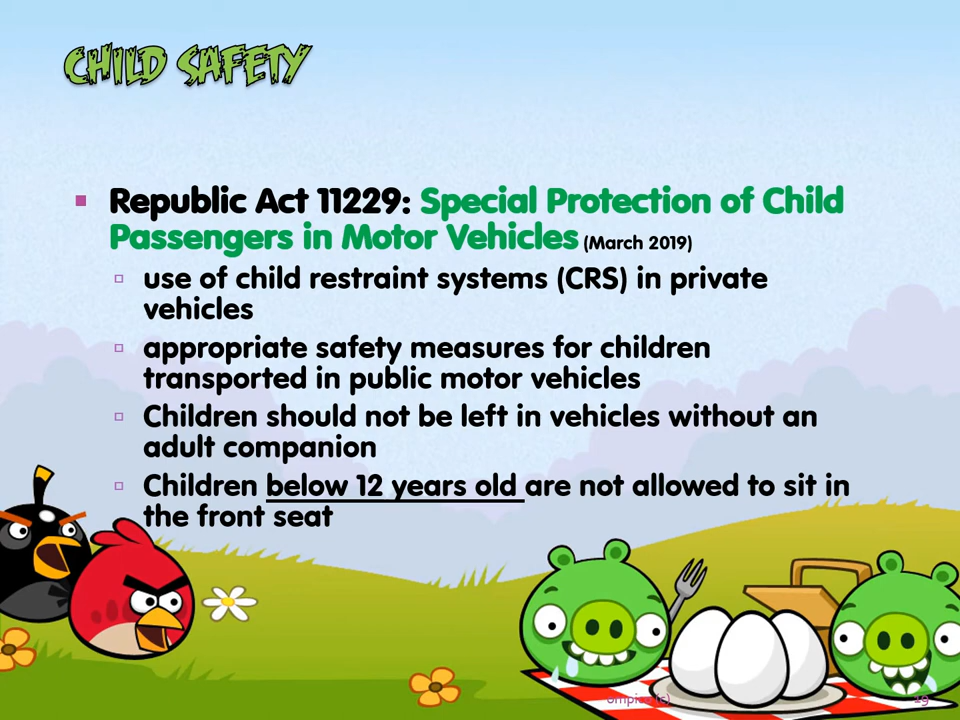 CHILD SAFETY
▪ Republic Act 11229: Special Protection of Child
Passengers in Motor Vehicles (March 2019)
▫ use of child restraint systems (CRS) in private
vehicles
▫ appropriate safety measures for children
transported in public motor vehicles
▫ Children should not be left in vehicles without an
adult companion
▫ Children below 12 years old are not allowed to sit in
the front seat
19